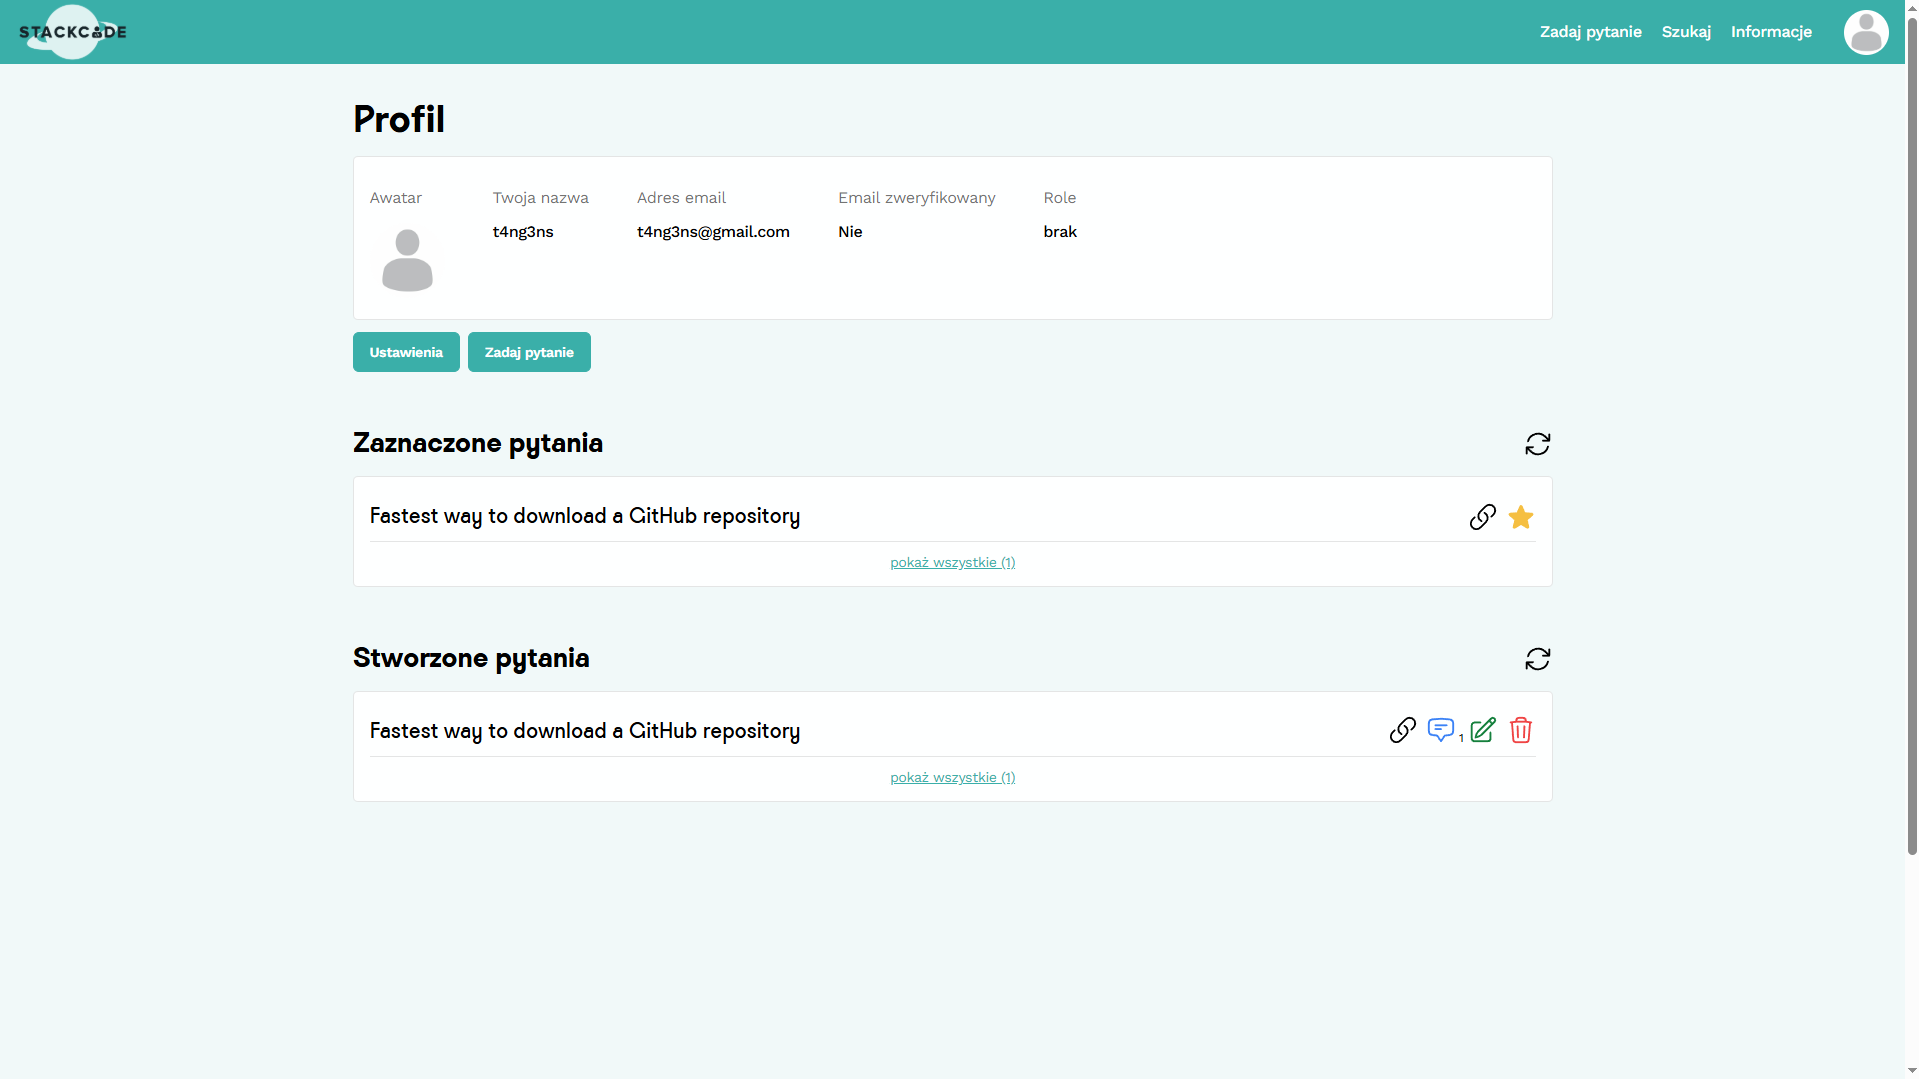 STACKCODE
Zadaj pytanie Szukaj Informacje
Profil
Awatar Twoja nazwa Adres email Email zweryfikowany Role
t4ng3ns t4ng3ns@gmail.com Nie brak
Ustawienia Zadaj pytanie
Zaznaczone pytania
Fastest way to download a GitHub repository
pokaż wszystkie (1)
Stworzone pytania
Fastest way to download a GitHub repository 1
pokaż wszystkie (1)